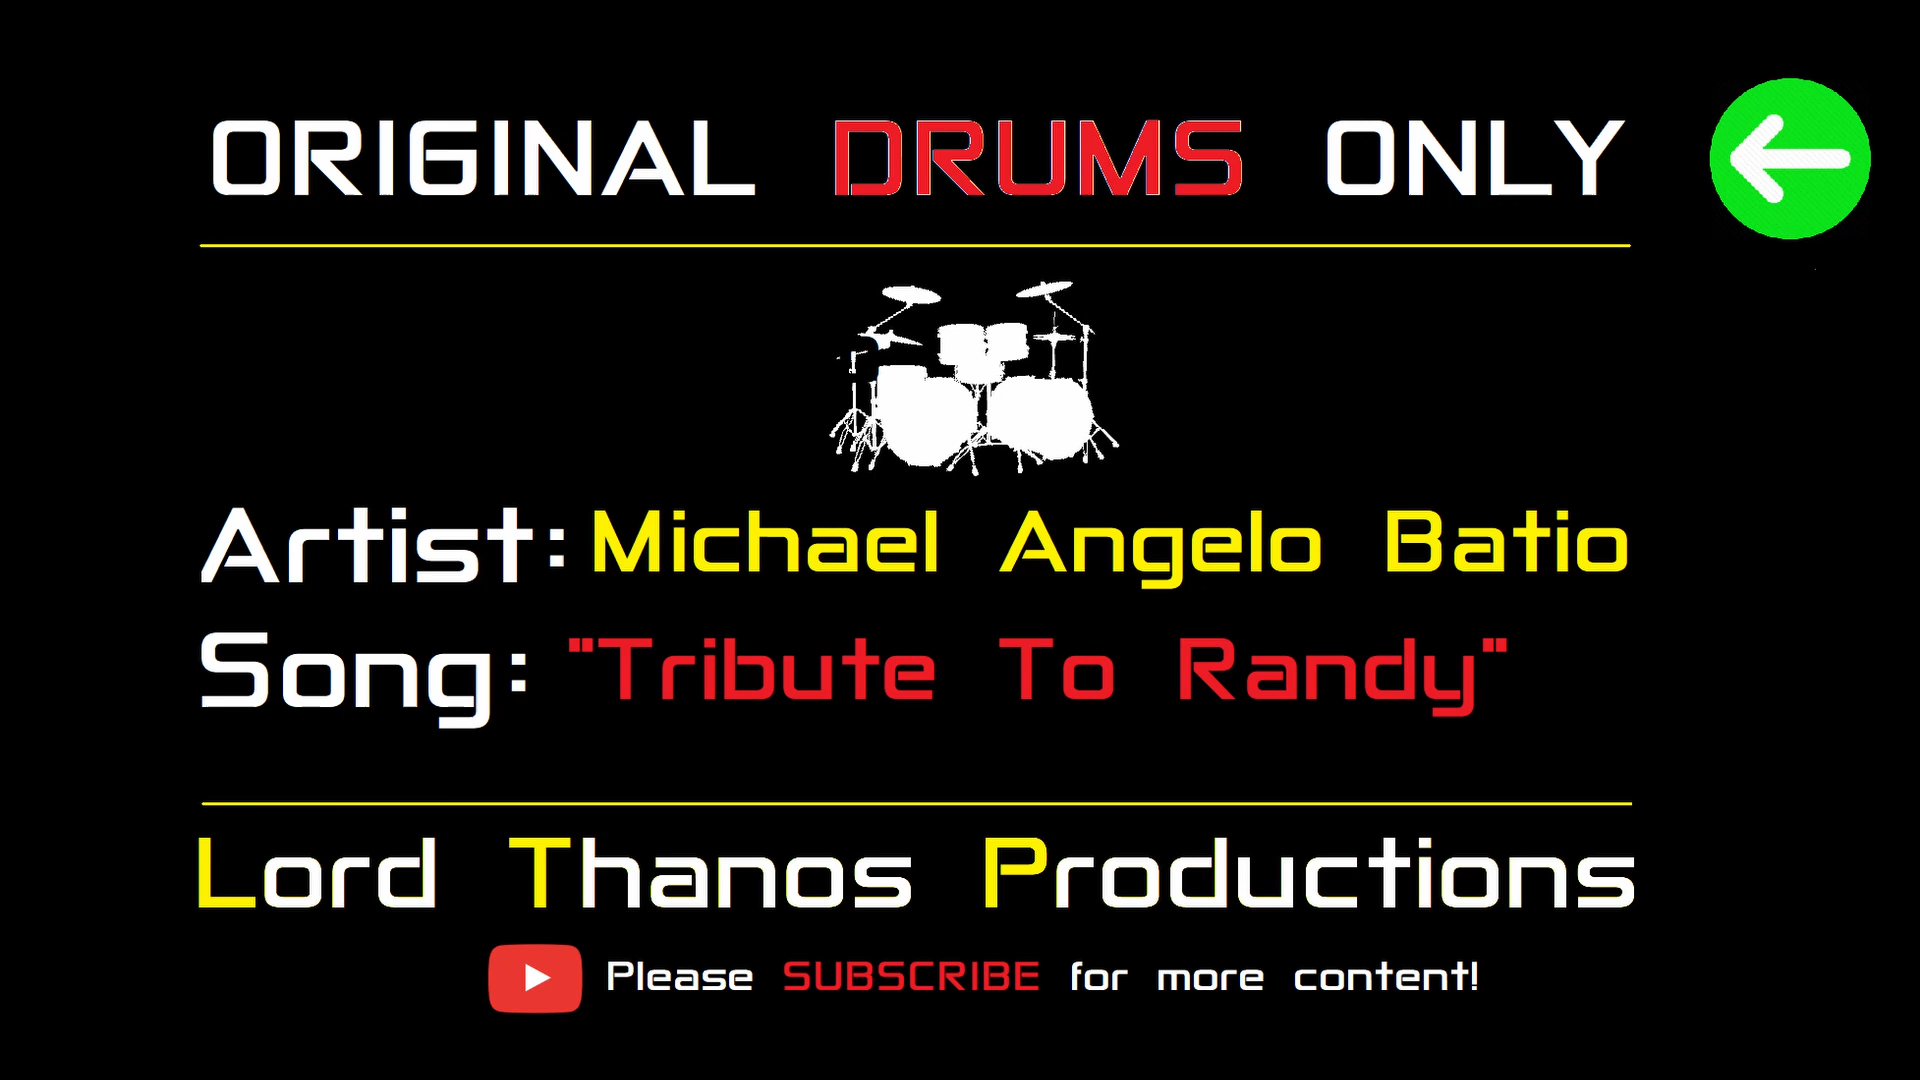 ORIGINAL DRUMS ONLY
Artist: Michael Angelo Batio
Song: "Tribute To Randy"
Lord Thanos Productions
Please SUBSCRIBE for more content!